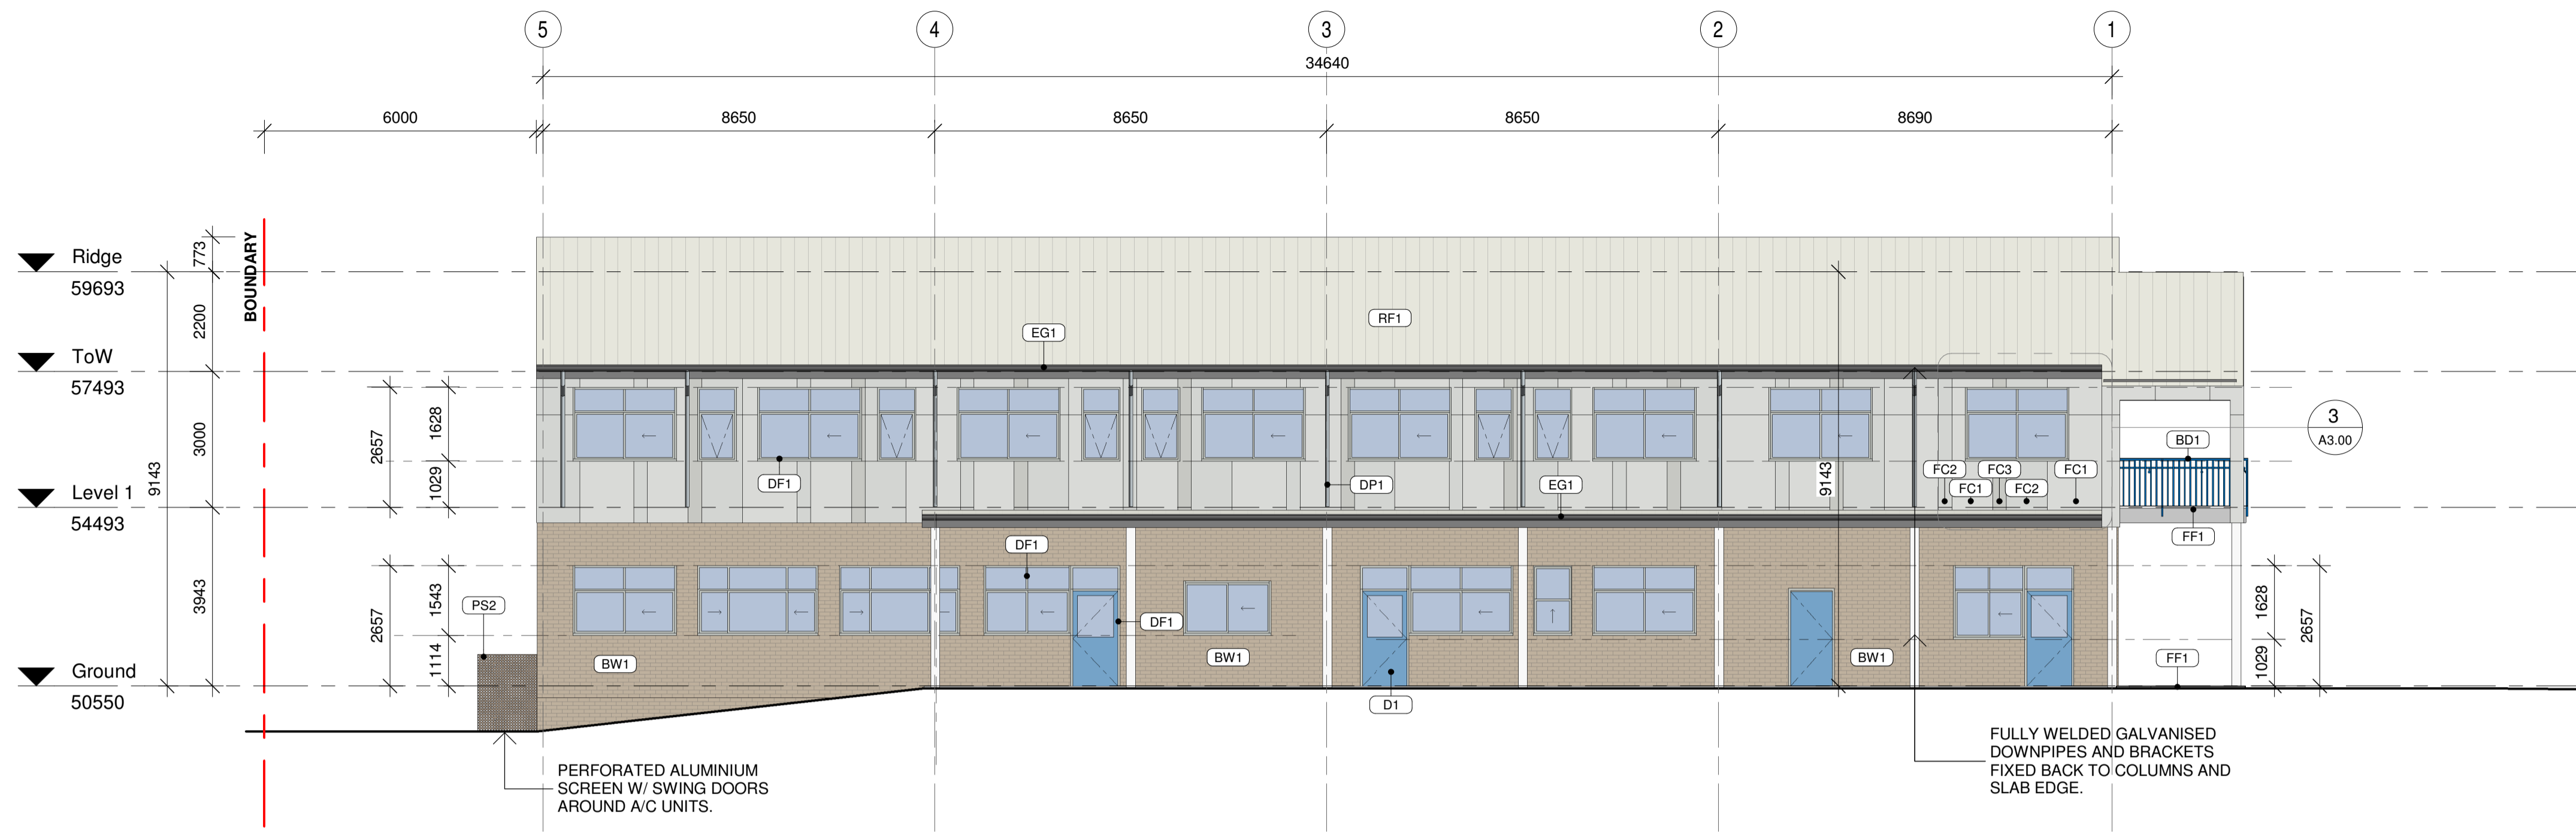 5
4
3
2
1
34640
6000
8650
8650
8650
8690
BOUNDARY
773
Ridge
59693
2200
RF1
EG1
ToW
57493
3000
9143
2657
1628
1029
3
A3.00
BD1
DF1
DP1
EG1
9143
FC2
FC3
FC1
FC1
FC2
Level 1
54493
FF1
DF1
3943
2657
1543
1114
PS2
DF1
1628
1029
2657
BW1
BW1
BW1
FF1
Ground
50550
D1
FULLY WELDED GALVANISED
DOWNPIPES AND BRACKETS
FIXED BACK TO COLUMNS AND
SLAB EDGE.
PERFORATED ALUMINIUM
SCREEN W/ SWING DOORS
AROUND A/C UNITS.